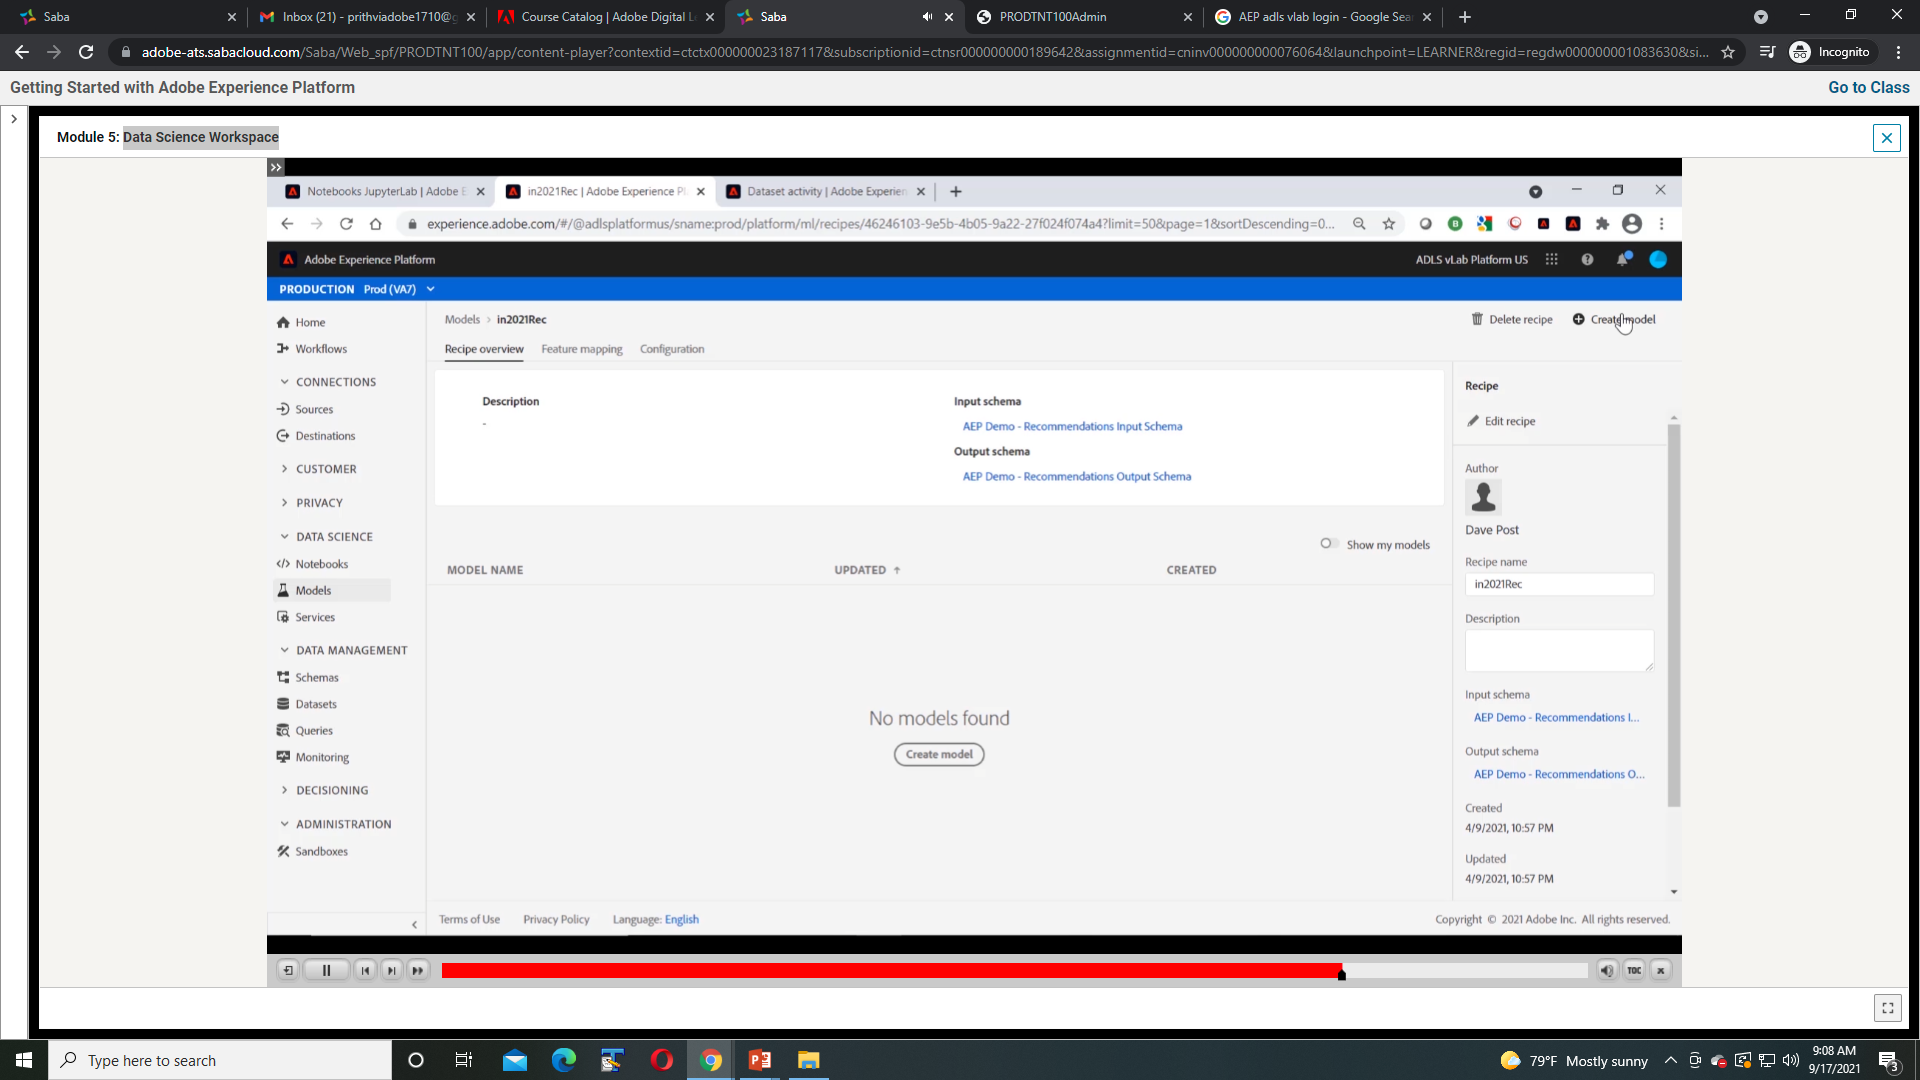 Saba
Inbox (21) - prithviadobe1710@g
Course Catalog | Adobe Digital L
Saba
PRODTNT100Admin
AEP adls vlab login - Google Sea
adobe-ats.sabacloud.com/Saba/Web_spf/PRODTNT100/app/content-player?contextid=ctctx000000023187117&subscriptionid=ctnsr000000000189642&assignmentid=cninv000000000076064&launchpoint=LEARNER&regid=regdw000000001083630&si...
Incognito
Getting Started with Adobe Experience Platform
Go to Class
Module 5: Data Science Workspace
Notebooks JupyterLab | Adobe E
in2021Rec | Adobe Experience Pl
Dataset activity | Adobe Experien
experience.adobe.com/#/@adlsplatformus/sname:prod/platform/ml/recipes/46246103-9e5b-4b05-9a22-27f024f074a4?limit=50&page=1&sortDescending=0...
Adobe Experience Platform
ADLS vLab Platform US
PRODUCTION Prod (VA7)
Home
Workflows
CONNECTIONS
Sources
Destinations
CUSTOMER
PRIVACY
DATA SCIENCE
Notebooks
Models
Services
DATA MANAGEMENT
Schemas
Datasets
Queries
Monitoring
DECISIONING
ADMINISTRATION
Sandboxes
Models > in2021Rec
Delete recipe
Create model
Recipe overview
Feature mapping
Configuration
Description
-
Input schema
AEP Demo - Recommendations Input Schema
Output schema
AEP Demo - Recommendations Output Schema
Show my models
MODEL NAME
UPDATED ↑
CREATED
No models found
Create model
Recipe
Edit recipe
Author
Dave Post
Recipe name
in2021Rec
Description
Input schema
AEP Demo - Recommendations I...
Output schema
AEP Demo - Recommendations O...
Created
4/9/2021, 10:57 PM
Updated
4/9/2021, 10:57 PM
Terms of Use
Privacy Policy
Language: English
Copyright © 2021 Adobe Inc. All rights reserved.
TOC
Type here to search
79°F Mostly sunny
9:08 AM
9/17/2021
3